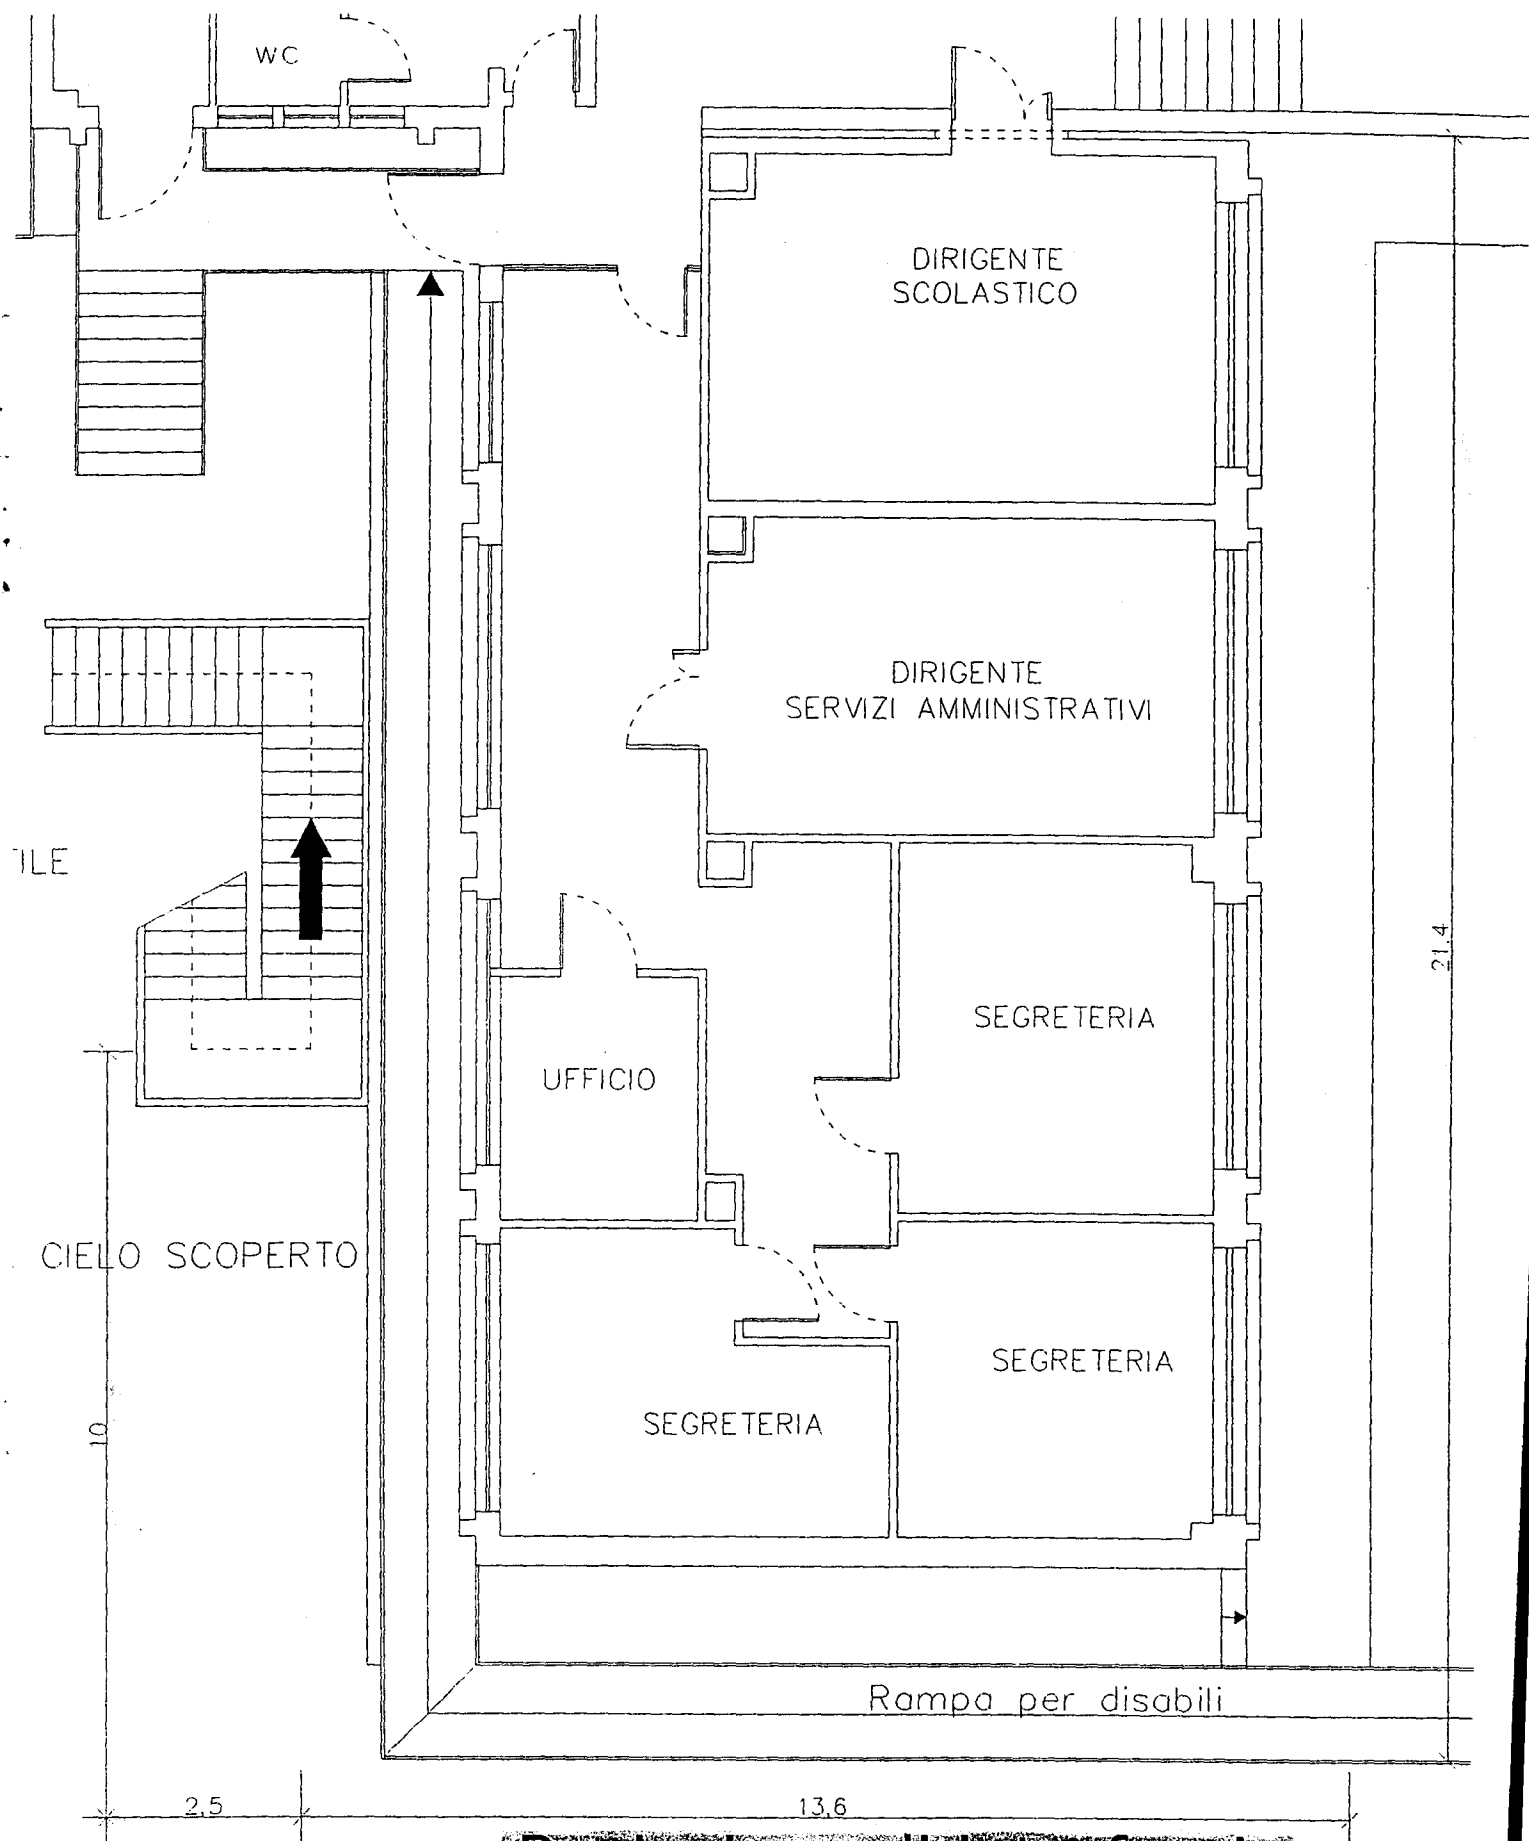 WC
DIRIGENTE
SCOLASTICO
DIRIGENTE
SERVIZI AMMINISTRATIVI
21,4
SEGRETERIA
UFFICIO
CIELO SCOPERTO
SEGRETERIA
10
SEGRETERIA
Rampa per disabili
2,5
13,6